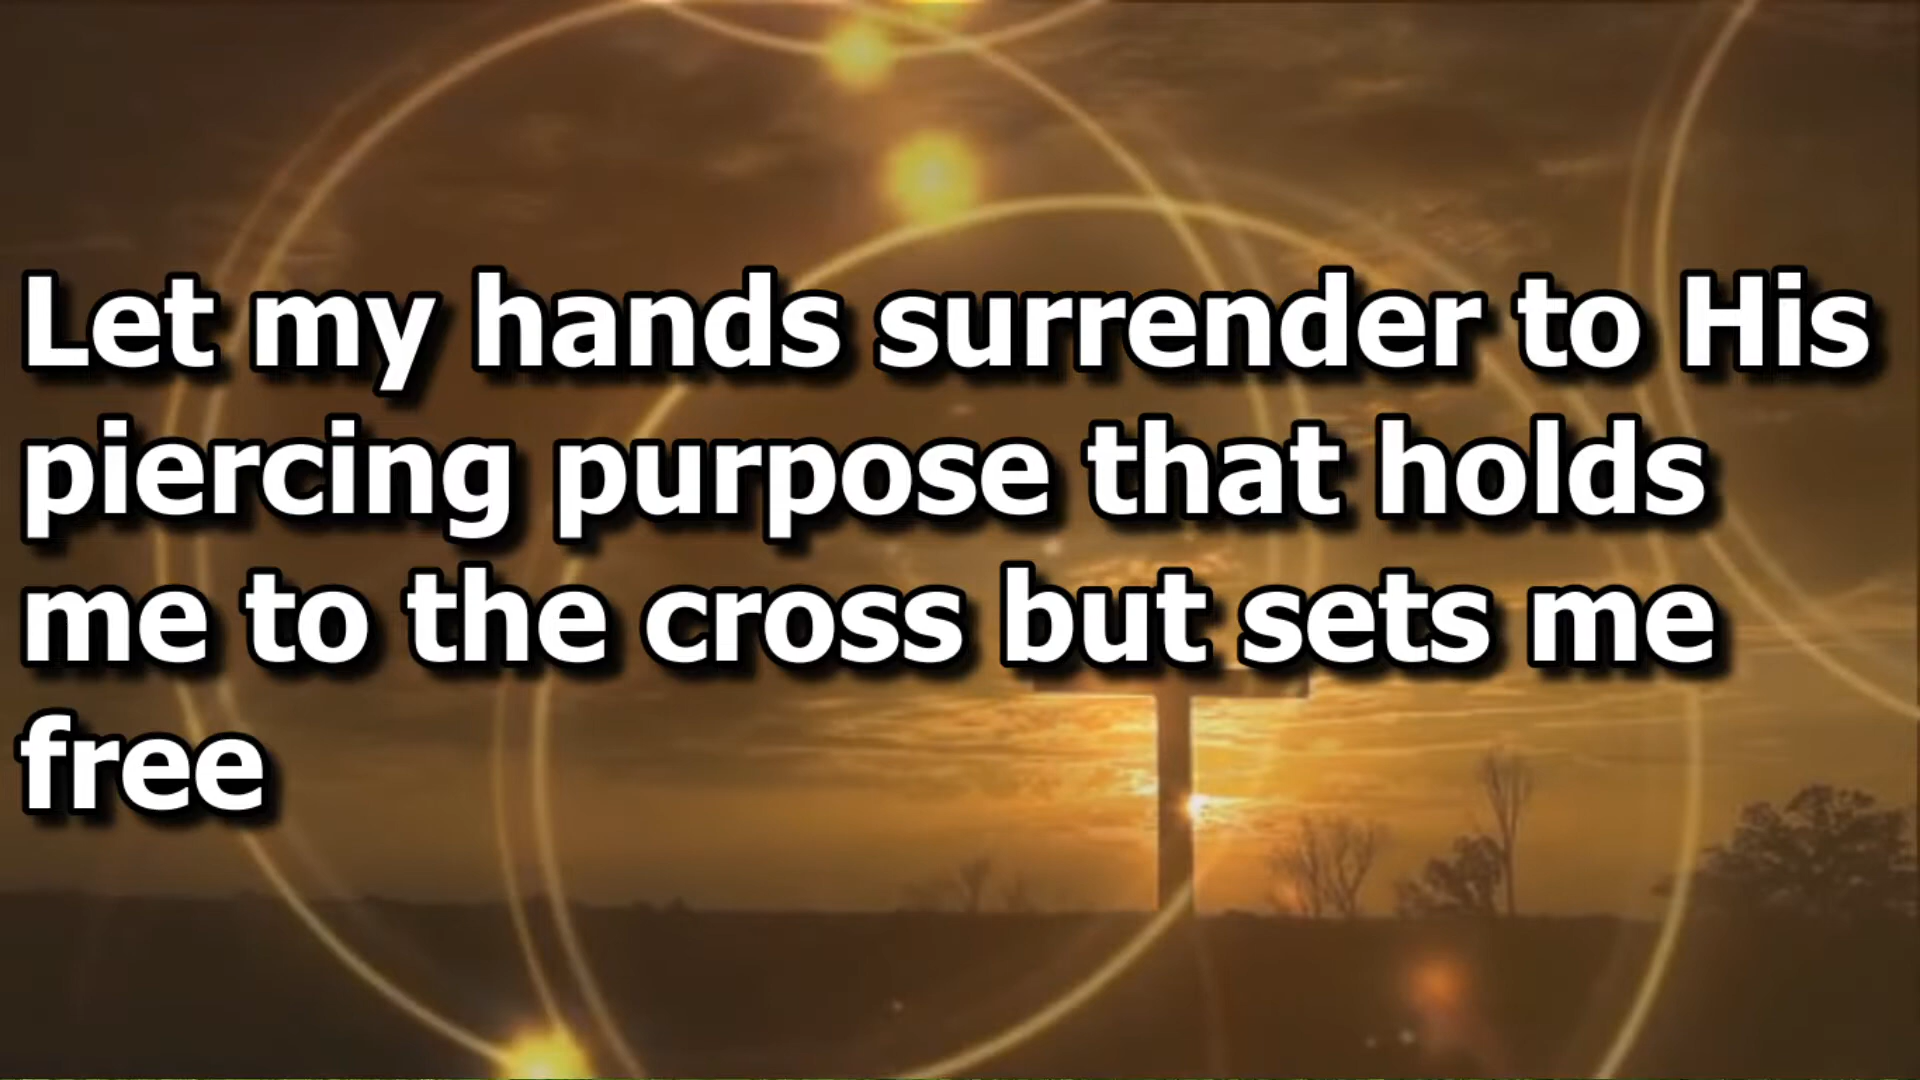 Let my hands surrender to His
piercing purpose that holds
me to the cross but sets me
free